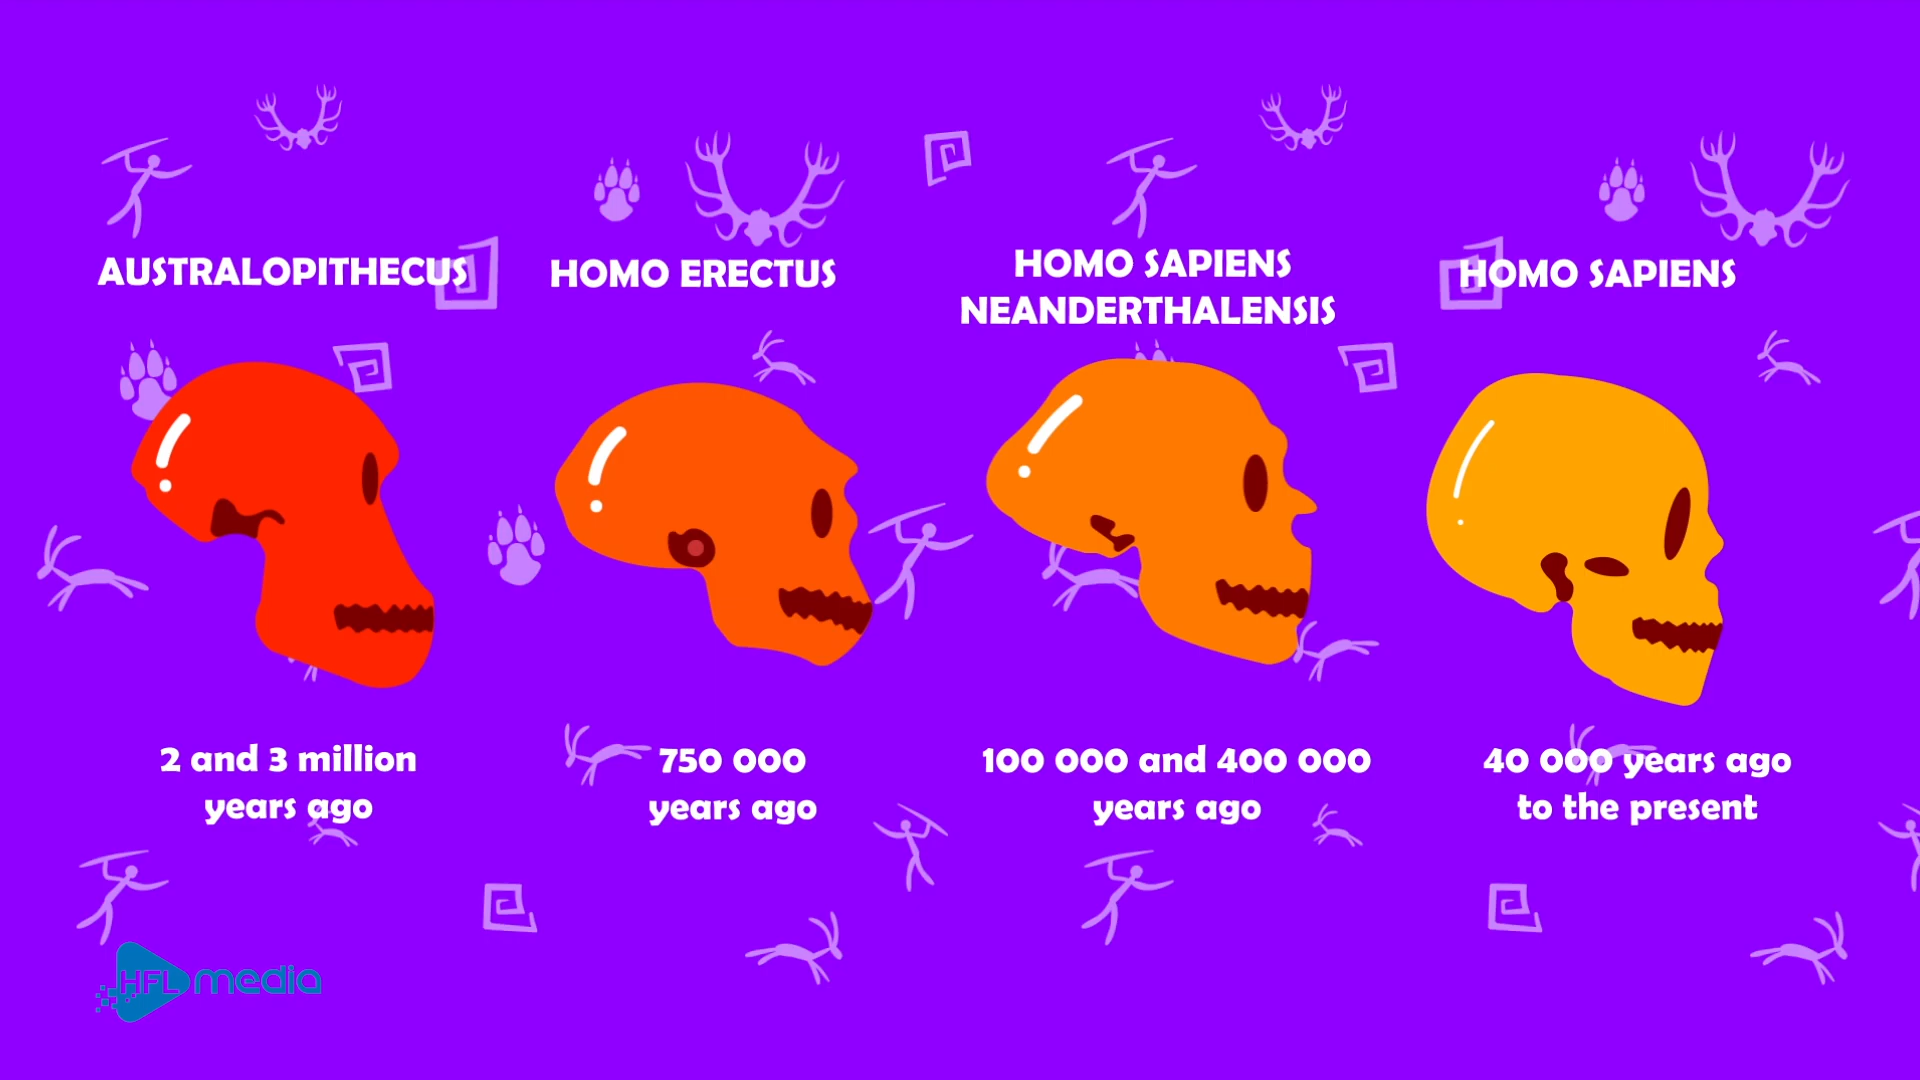 AUSTRALOPITHECUS
HOMO ERECTUS
HOMO SAPIENS
NEANDERTHALENSIS
HOMO SAPIENS
2 and 3 million
years ago
750 000
years ago
100 000 and 400 000
years ago
40 000 years ago
to the present
HFL media